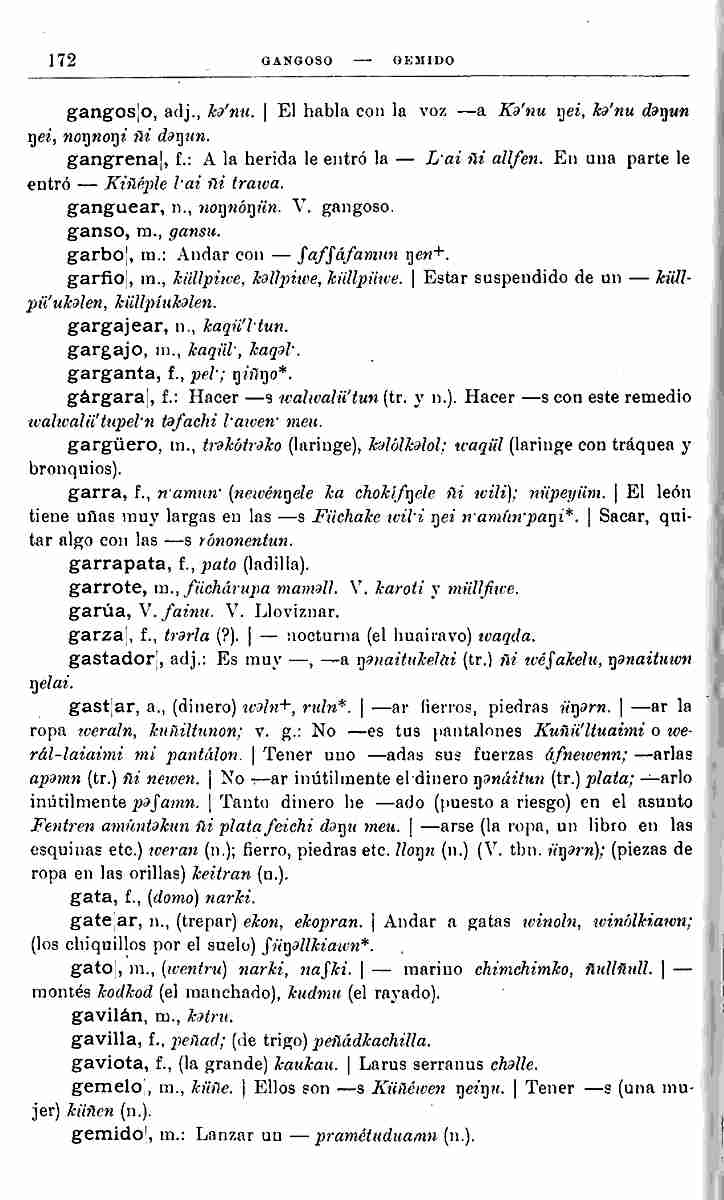 172 GANGOSO — GEMIDO
gangos|o, adj., kə'nu. | El habla con la voz —a Kə'nu ŋei, kə'nu dəŋun
ŋei, noŋnoŋi ñi dəŋun.
gangrena|, f.: A la herida le entró la — L·ai ñi allfen. En una parte le
entró — Kiñéple l·ai ñi trawa.
ganguear, n., noŋnóŋün. V. gangoso.
ganso, m., gansu.
garbo|, m.: Andar con — ʃafʃáfamun ŋen+.
garfio|, m., küllpiwe, kəllpiwe, küllpüwe. | Estar suspendido de un — küll-
pü'ukəlen, küllpíukəlen.
gargajear, n., kaqü'l·tun.
gargajo, m., kaqül·, kaqəl·.
garganta, f., pel·; ŋiñŋo*.
gárgara|, f.: Hacer —s walwalü'tun (tr. y n.). Hacer —s con este remedio
walwalü'tupel·n təfachi l·awen· meu.
gargüero, m., trəkótrəko (laringe), kəlólkəlol; waqül (laringe con tráquea y
bronquios).
garra, f., n·amun· (newénŋele ka chokífŋele ñi wili); nüpeyüm. | El león
tiene uñas muy largas en las —s Füchake wil·i ŋei n·amún·paŋi*. | Sacar, qui-
tar algo con las —s rónonentun.
garrapata, f., pato (ladilla).
garrote, m., füchárupa maməll. V. karoti y müllfiwe.
garúa, V. fainu. V. Lloviznar.
garza|, f., trərla (?). | — nocturna (el huairavo) waqda.
gastador|, adj.: Es muy —, —a ŋənaitukelai (tr.) ñi wéʃakelu, ŋənaituwn
ŋelai.
gast|ar, a., (dinero) wəln+, ruln*. | —ar fierros, piedras üŋərn. | —ar la
ropa weraln, kuñiltunon; v. g.: No —es tus pantalones Kuñü'ltuaimi o we-
rál-laiaimi mi pantálon. | Tener uno —adas sus fuerzas áfnewenn; —arlas
apəmn (tr.) ñi newen. | No —ar inútilmente el dinero ŋənáitun (tr.) plata; —arlo
inútilmente pəʃamn. | Tanto dinero he —ado (puesto a riesgo) en el asunto
Fentren amúntəkun ñi plata feichi dəŋu meu. | —arse (la ropa, un libro en las
esquinas etc.) weran (n.); fierro, piedras etc. lloŋn (n.) (V. tbn. üŋərn); (piezas de
ropa en las orillas) keitran (n.).
gata, f., (domo) narki.
gate|ar, n., (trepar) ekon, ekopran. | Andar a gatas winoln, winólkiawn;
(los chiquillos por el suelo) ʃüŋəllkiawn*.
gato|, m., (wentru) narki, naʃki. | — marino chimchimko, ñullñull. | —
montés kodkod (el manchado), kudmu (el rayado).
gavilán, m., kətru.
gavilla, f., peñad; (de trigo) peñádkachilla.
gaviota, f., (la grande) kaukau. | Larus serranus chəlle.
gemelo|, m., küñe. | Ellos son —s Küñéwen ŋeiŋu. | Tener —s (una mu-
jer) küñen (n.).
gemido|, m.: Lanzar un — pramétuduamn (n.).